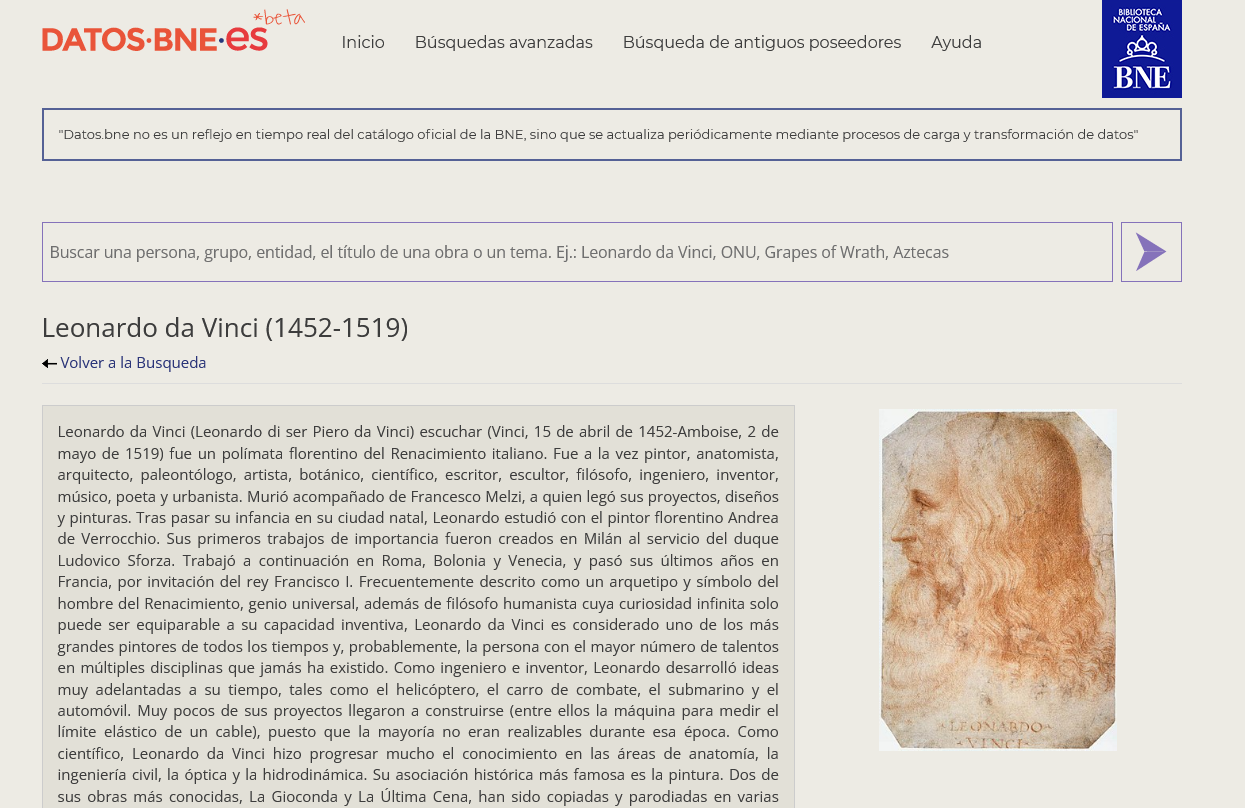 DATOS·BNE·es
*beta
Inicio
Búsquedas avanzadas
Búsqueda de antiguos poseedores
Ayuda
BIBLIOTECA
NACIONAL
DE ESPAÑA
BNE
"Datos.bne no es un reflejo en tiempo real del catálogo oficial de la BNE, sino que se actualiza periódicamente mediante procesos de carga y transformación de datos"
Buscar una persona, grupo, entidad, el título de una obra o un tema. Ej.: Leonardo da Vinci, ONU, Grapes of Wrath, Aztecas
Leonardo da Vinci (1452-1519)
Volver a la Busqueda
Leonardo da Vinci (Leonardo di ser Piero da Vinci) escuchar (Vinci, 15 de abril de 1452-Amboise, 2 de
mayo de 1519) fue un polímata florentino del Renacimiento italiano. Fue a la vez pintor, anatomista,
arquitecto, paleontólogo, artista, botánico, científico, escritor, escultor, filósofo, ingeniero, inventor,
músico, poeta y urbanista. Murió acompañado de Francesco Melzi, a quien legó sus proyectos, diseños
y pinturas. Tras pasar su infancia en su ciudad natal, Leonardo estudió con el pintor florentino Andrea
de Verrocchio. Sus primeros trabajos de importancia fueron creados en Milán al servicio del duque
Ludovico Sforza. Trabajó a continuación en Roma, Bolonia y Venecia, y pasó sus últimos años en
Francia, por invitación del rey Francisco I. Frecuentemente descrito como un arquetipo y símbolo del
hombre del Renacimiento, genio universal, además de filósofo humanista cuya curiosidad infinita solo
puede ser equiparable a su capacidad inventiva, Leonardo da Vinci es considerado uno de los más
grandes pintores de todos los tiempos y, probablemente, la persona con el mayor número de talentos
en múltiples disciplinas que jamás ha existido. Como ingeniero e inventor, Leonardo desarrolló ideas
muy adelantadas a su tiempo, tales como el helicóptero, el carro de combate, el submarino y el
automóvil. Muy pocos de sus proyectos llegaron a construirse (entre ellos la máquina para medir el
límite elástico de un cable), puesto que la mayoría no eran realizables durante esa época. Como
científico, Leonardo da Vinci hizo progresar mucho el conocimiento en las áreas de anatomía, la
ingeniería civil, la óptica y la hidrodinámica. Su asociación histórica más famosa es la pintura. Dos de
sus obras más conocidas, La Gioconda y La Última Cena, han sido copiadas y parodiadas en varias
LEONARDO
VINCI